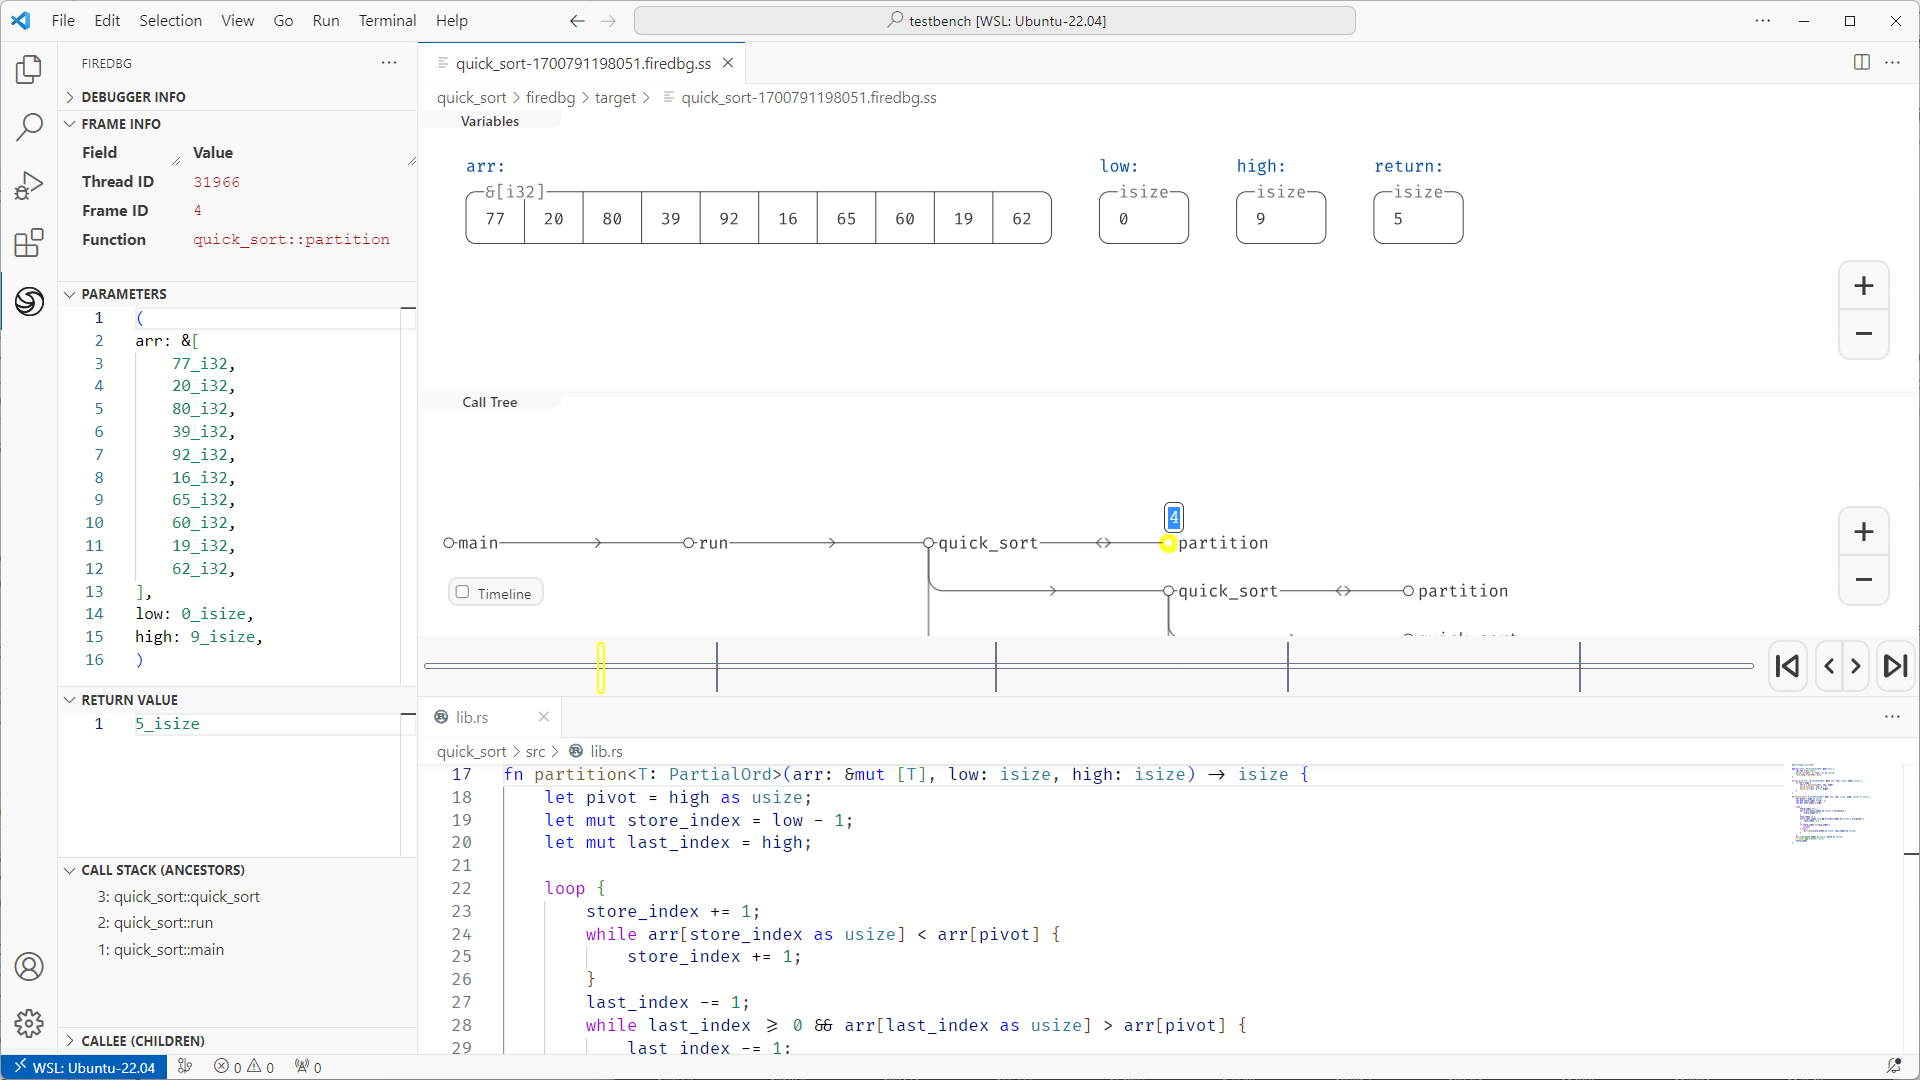 File Edit Selection View Go Run Terminal Help
testbench [WSL: Ubuntu-22.04]
FIREDBG
DEBUGGER INFO
FRAME INFO
Field Value
Thread ID 31966
Frame ID 4
Function quick_sort::partition
PARAMETERS
1 (
2 arr: &[
3 77_i32,
4 20_i32,
5 80_i32,
6 39_i32,
7 92_i32,
8 16_i32,
9 65_i32,
10 60_i32,
11 19_i32,
12 62_i32,
13 ],
14 low: 0_isize,
15 high: 9_isize,
16 )
RETURN VALUE
1 5_isize
CALL STACK (ANCESTORS)
3: quick_sort::quick_sort
2: quick_sort::run
1: quick_sort::main
CALLEE (CHILDREN)
quick_sort-1700791198051.firedbg.ss
quick_sort > firedbg > target > quick_sort-1700791198051.firedbg.ss
Variables
arr: low: high: return:
&[i32] isize isize isize
77 20 80 39 92 16 65 60 19 62 0 9 5
Call Tree
4
main run quick_sort partition
Timeline
quick_sort partition
lib.rs
quick_sort > src > lib.rs
17 fn partition<T: PartialOrd>(arr: &mut [T], low: isize, high: isize) → isize {
18 let pivot = high as usize;
19 let mut store_index = low - 1;
20 let mut last_index = high;
21
22 loop {
23 store_index += 1;
24 while arr[store_index as usize] < arr[pivot] {
25 store_index += 1;
26 }
27 last_index -= 1;
28 while last_index ⩾ 0 && arr[last_index as usize] > arr[pivot] {
29 last_index -= 1;
WSL: Ubuntu-22.04 0 0 0